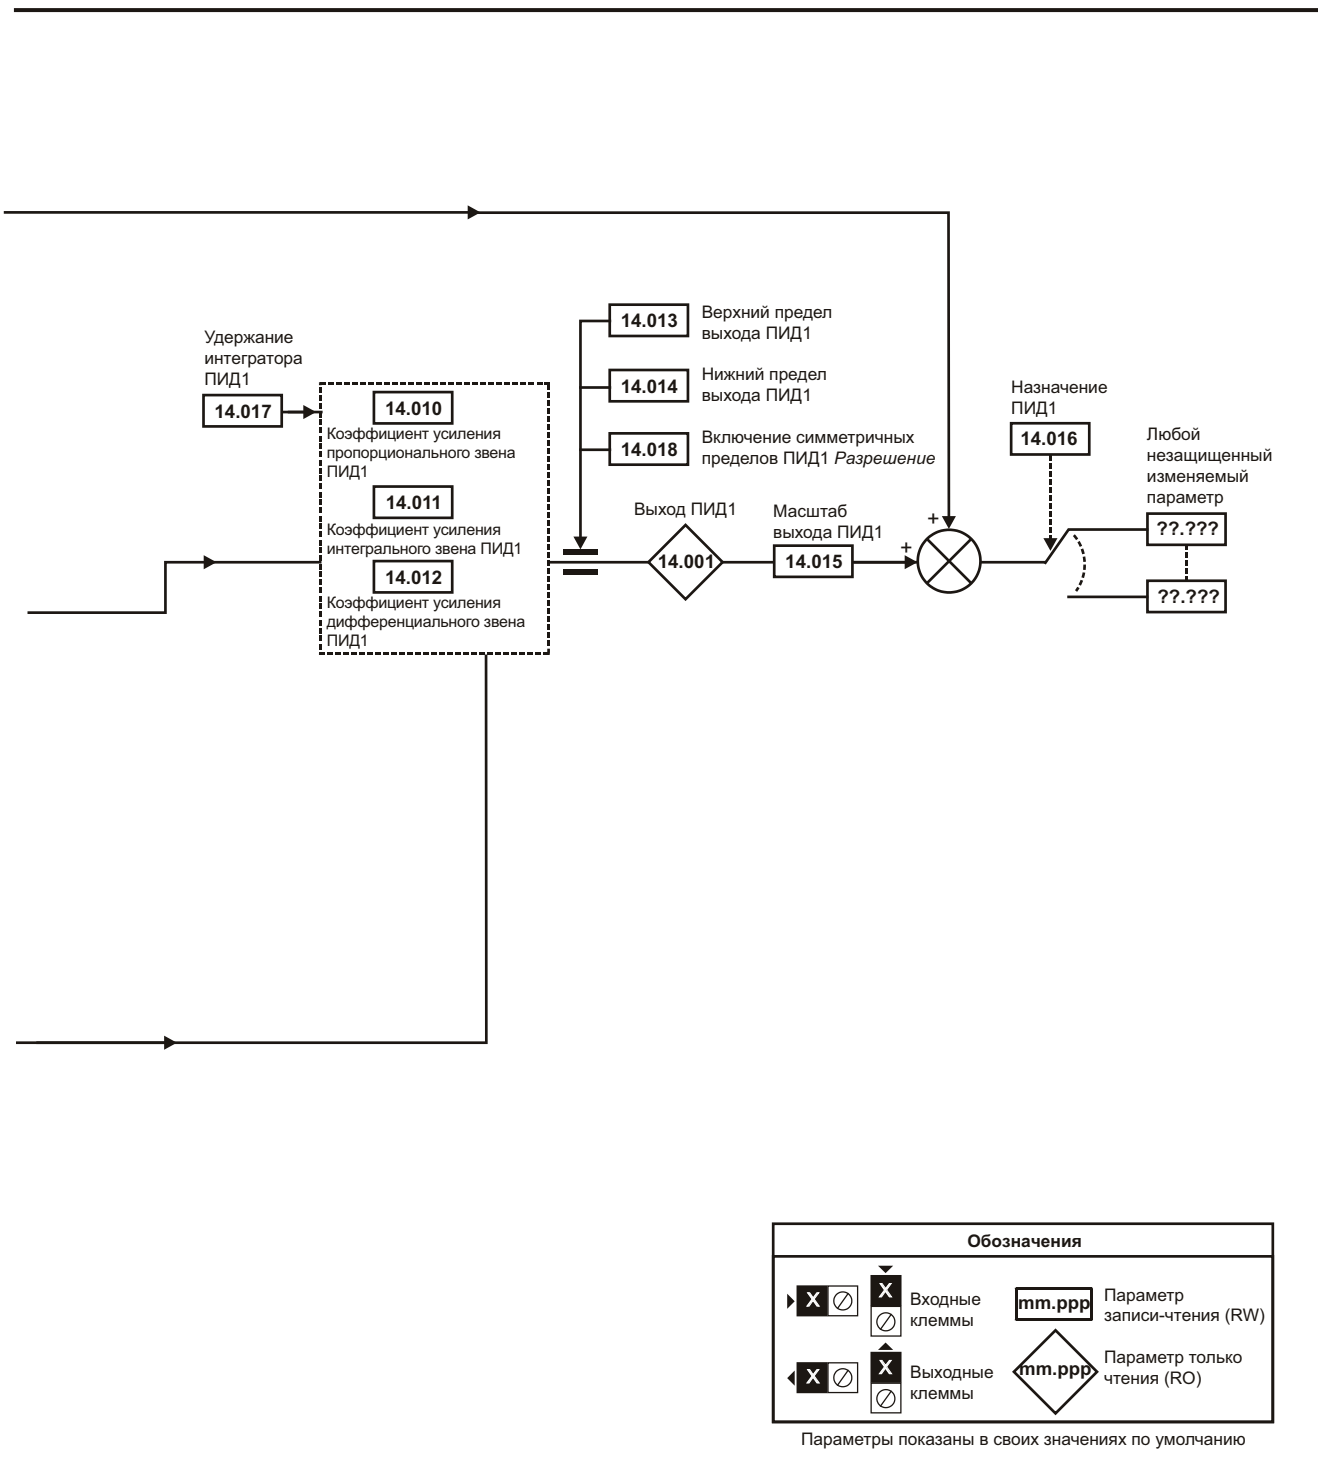 Удержание
интегратора
ПИД1
14.017
14.010
Коэффициент усиления
пропорционального звена
ПИД1
14.011
Коэффициент усиления
интегрального звена ПИД1
14.012
Коэффициент усиления
дифференциального звена
ПИД1
14.013
Верхний предел
выхода ПИД1
14.014
Нижний предел
выхода ПИД1
14.018
Включение симметричных
пределов ПИД1 Разрешение
Выход ПИД1
14.001
Масштаб
выхода ПИД1
14.015
+
+
Назначение
ПИД1
14.016
Любой
незащищенный
изменяемый
параметр
??.???
??.???
Обозначения
X
X
Входные
клеммы
mm.ppp
Параметр
записи-чтения (RW)
X
X
Выходные
клеммы
mm.ppp
Параметр только
чтения (RO)
Параметры показаны в своих значениях по умолчанию